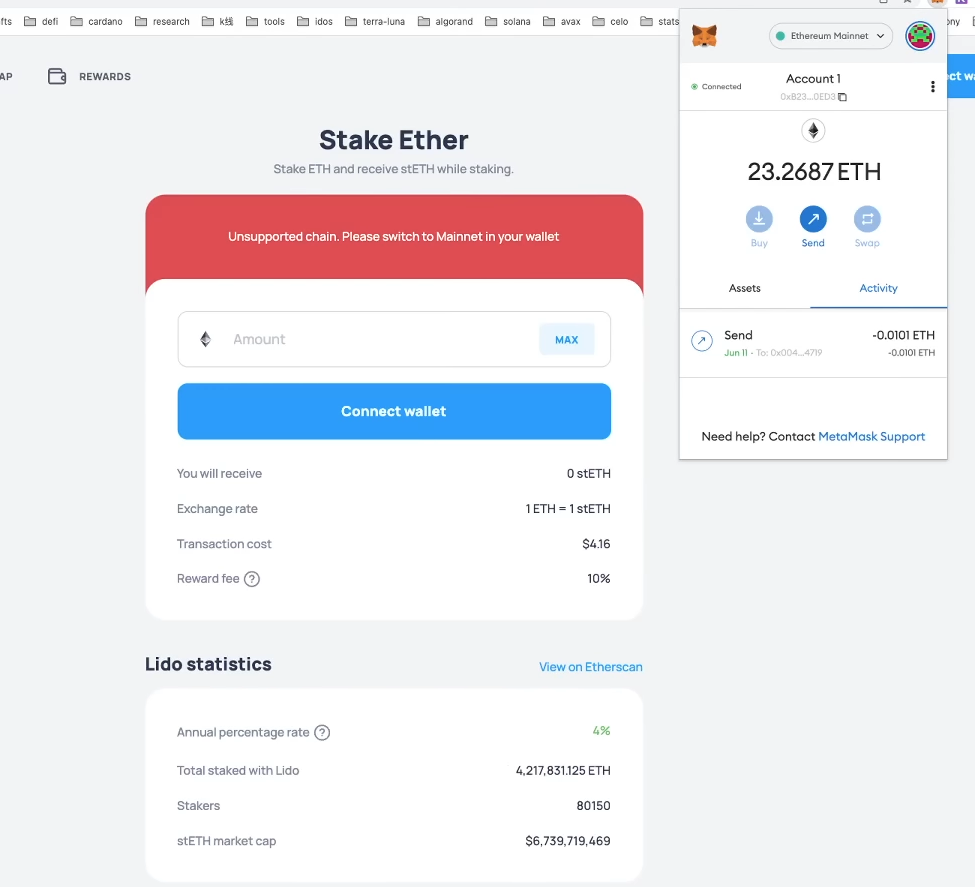 fts defi cardano research k线 tools idos terra-luna algorand solana avax celo stats ony
AP REWARDS
Stake Ether
Stake ETH and receive stETH while staking.
Unsupported chain. Please switch to Mainnet in your wallet
Amount MAX
Connect wallet
You will receive 0 stETH
Exchange rate 1 ETH = 1 stETH
Transaction cost $4.16
Reward fee ? 10%
Lido statistics View on Etherscan
Annual percentage rate ? 4%
Total staked with Lido 4,217,831.125 ETH
Stakers 80150
stETH market cap $6,739,719,469
Ethereum Mainnet
Connected
Account 1
0xB23...0ED3
ct wa
23.2687 ETH
Buy Send Swap
Assets Activity
Send -0.0101 ETH
Jun 11 · To: 0x004...4719 -0.0101 ETH
Need help? Contact MetaMask Support